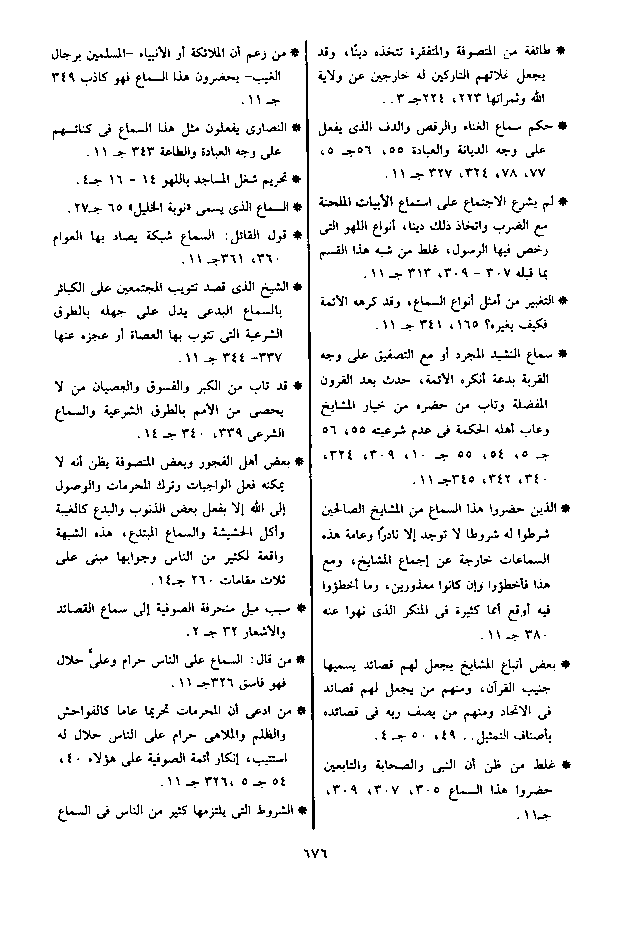 * طائفة من المتصوفة والمتفقرة تتخذه دينًا، وقد
يجعل غلاتهم التاركين له خارجين عن ولاية
الله وثمراتها ٢٢٣، ٢٢٤جـ ٣..
* حكم سماع الغناء والرقص والدف الذى يفعل
على وجه الديانة والعبادة ٥٥، ٥٦جـ ٥،
٧٧، ٧٨، ٣٢٤، ٣٢٧ جـ ١١.
* لم يشرع الاجتماع على استماع الأبيات الملحنة
مع الضرب واتخاذ ذلك دينا، أنواع اللهو التى
رخص فيها الرسول، غلط من شبه هذا القسم
بما قبله ٣٠٧ - ٣٠٩، ٣١٣ جـ ١١.
* التغبير من أمثل أنواع السماع، وقد كرهه الأئمة
فكيف بغيره؟ ١٦٥، ٣٤١ جـ ١١.
* سماع النشيد المجرد أو مع التصفيق على وجه
القربة بدعة أنكره الأئمة، حدث بعد القرون
المفضلة وتاب من حضره من خيار المشايخ
وعاب أهله الحكمة فى عدم شرعيته ٥٥، ٥٦
جـ ٥، ٥٤، ٥٥ جـ ١٠، ٣٠٩، ٣٢٤،
٣٤٠، ٣٤٢، ٣٤٥جـ ١١.
* الذين حضروا هذا السماع من المشايخ الصالحين
شرطوا له شروطا لا توجد إلا نادرًا وعامة هذه
السماعات خارجة عن إجماع المشايخ، ومع
هذا فأخطؤوا وإن كانوا معذورين، وما أخطؤوا
فيه أوقع أمما كثيرة فى المنكر الذى نهوا عنه
٣٨٠ جـ ١١.
* بعض أتباع المشايخ يجعل لهم قصائد يسميها
جنيب القرآن، ومنهم من يجعل لهم قصائد
فى الاتحاد ومنهم من يصف ربه فى قصائده
بأصناف التمثيل.. ٤٩، ٥٠ جـ ٤.
* غلط من ظن أن النبى والصحابة والتابعين
حضروا هذا السماع ٣٠٥، ٣٠٧، ٣٠٩،
جـ١١.
* من زعم أن الملائكة أو الأنبياء -المسلمين برجال
الغيب- يحضرون هذا السماع فهو كاذب ٣٤٩
جـ ١١.
* النصارى يفعلون مثل هذا السماع فى كنائسهم
على وجه العبادة والطاعة ٣٤٣ جـ ١١.
* تحريم شغل المساجد باللهو ١٤ - ١٦ جـ٤.
* السماع الذى يسمى «نوبة الخليل» ٦٥ جـ٢٧.
* قول القائل: السماع شبكة يصاد بها العوام
٣٦٠، ٣٦١جـ ١١.
* الشيخ الذى قصد تتويب المجتمعين على الكبائر
بالسماع البدعى يدل على جهله بالطرق
الشرعية التى تتوب بها العصاة أو عجزه عنها
٣٣٧- ٣٤٤ جـ ١١.
* قد تاب من الكبر والفسوق والعصيان من لا
يحصى من الأمم بالطرق الشرعية والسماع
الشرعى ٣٣٩، ٣٤٠ جـ ١٤.
* بعض أهل الفجور وبعض المتصوفة يظن أنه لا
يمكنه فعل الواجبات وترك المحرمات والوصول
إلى الله إلا بفعل بعض الذنوب والبدع كالغيبة
وأكل الحشيشة والسماع المبتدع، هذه الشبهة
واقعة لكثير من الناس وجوابها مبنى على
ثلاث مقامات ٢٦٠ جـ١٤.
* سبب ميل منحرفة الصوفية إلى سماع القصائد
والأشعار ٣٢ جـ ٢.
* من قال: السماع على الناس حرام وعلىَّ حلال
فهو فاسق ٣٢٦جـ ١١.
* من ادعى أن المحرمات تحريما عاما كالفواحش
والظلم والملاهى حرام على الناس حلال له
استتيب، إنكار أئمة الصوفية على هؤلاء ٤٠،
٥٤ جـ ٥ ،٣٢٦جـ ١١.
* الشروط التى يلتزمها كثير من الناس فى السماع
٦٧٦